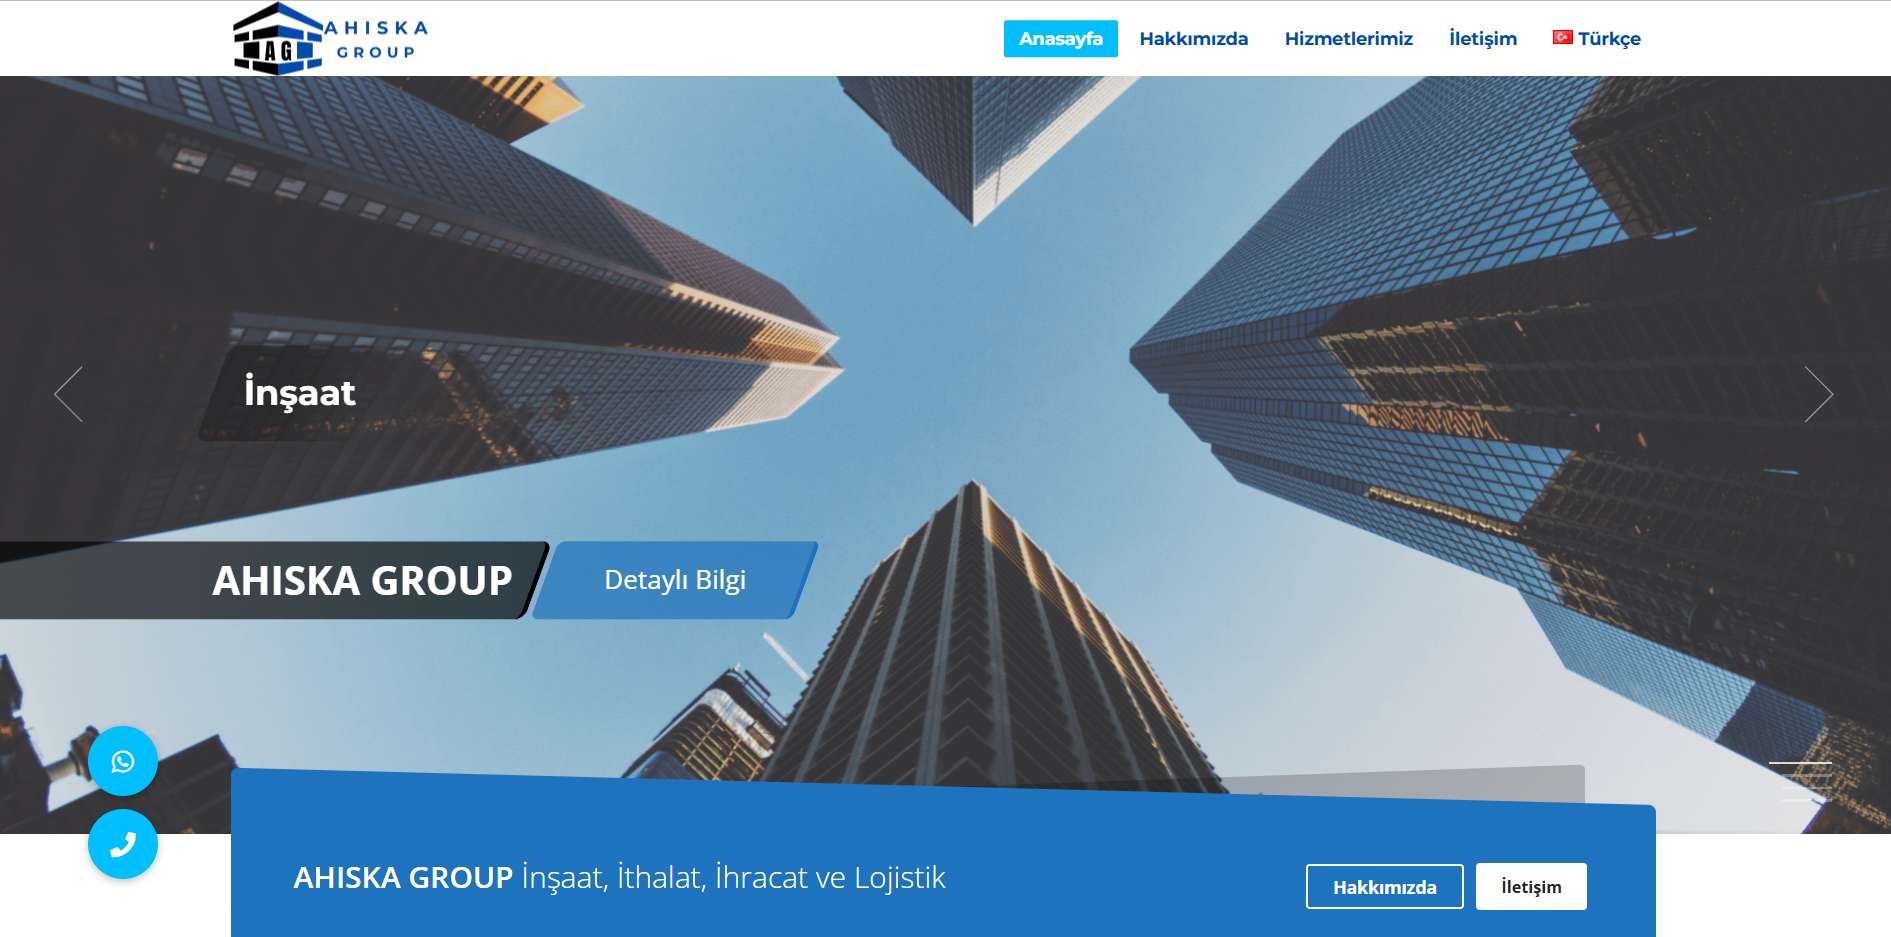 AHISKA
GROUP
AG
Anasayfa Hakkımızda Hizmetlerimiz İletişim Türkçe
İnşaat
AHISKA GROUP Detaylı Bilgi
AHISKA GROUP İnşaat, İthalat, İhracat ve Lojistik
Hakkımızda İletişim